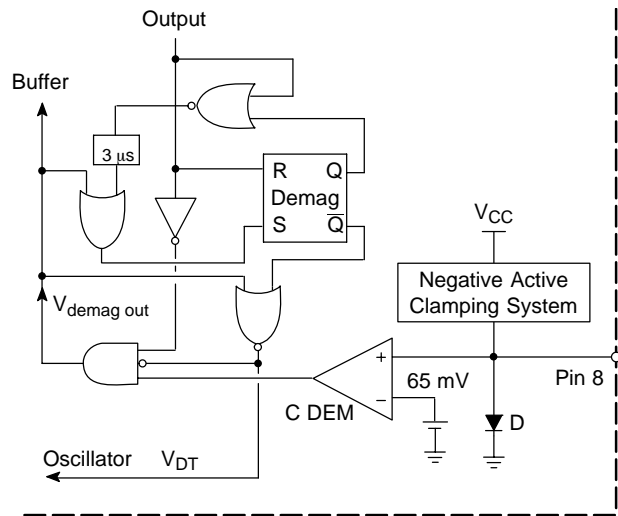 Output
Buffer
3 µs
R Q
Demag
S Q
VCC
Negative Active
Clamping System
Vdemag out
+
65 mV
Pin 8
–
C DEM
D
Oscillator VDT